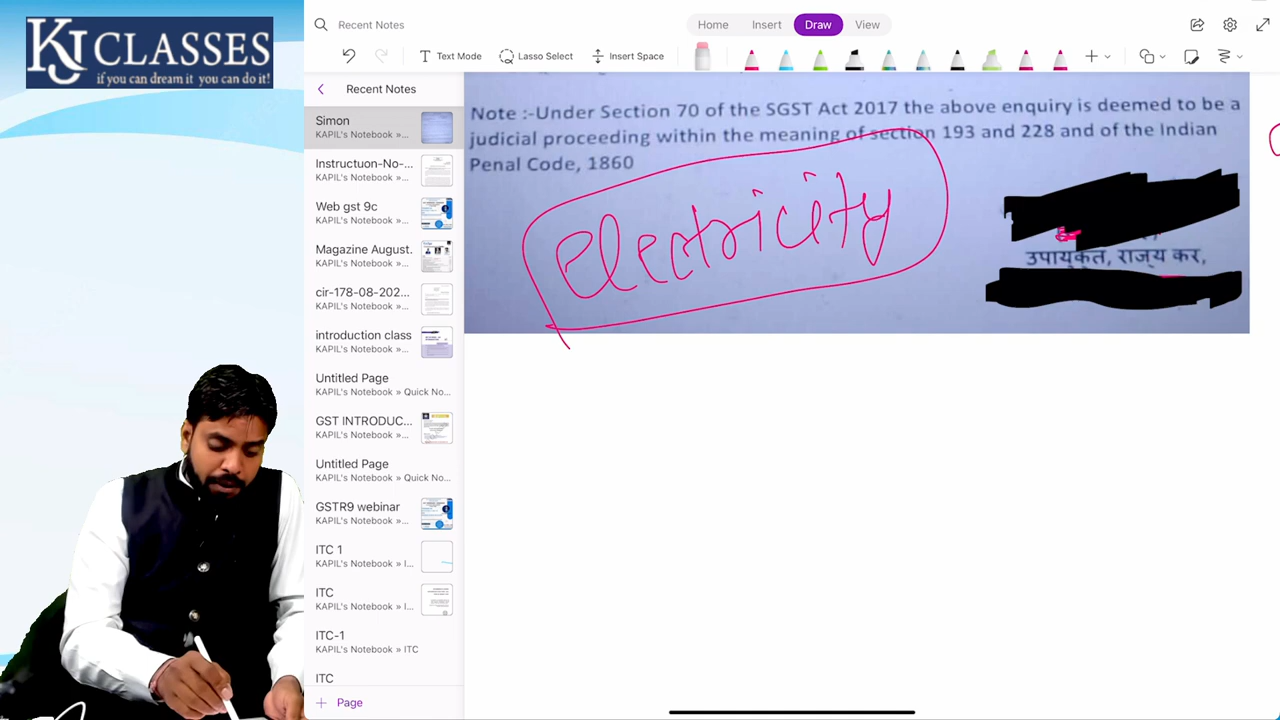 KJ CLASSES
if you can dream it you can do it!
Recent Notes
Home Insert Draw View
Text Mode Lasso Select Insert Space
Recent Notes
Simon
KAPIL's Notebook » ...
Instructuon-No-...
KAPIL's Notebook » ...
Web gst 9c
KAPIL's Notebook » ...
Magazine august.
KAPIL's Notebook » ...
cir-178-08-202...
KAPIL's Notebook » ...
introduction class
KAPIL's Notebook » ...
Untitled Page
KAPIL's Notebook » Quick No...
GST INTRODUC...
KAPIL's Notebook » ...
Untitled Page
KAPIL's Notebook » Quick No...
GSTR9 webinar
KAPIL's Notebook » ...
ITC 1
KAPIL's Notebook » I...
ITC
KAPIL's Notebook » I...
ITC-1
KAPIL's Notebook » ITC
ITC
Page
Note :-Under Section 70 of the SGST Act 2017 the above enquiry is deemed to be a
judicial proceeding within the meaning of section 193 and 228 and of the Indian
Penal Code, 1860
Electricity
उपायुक्त, राज्य कर,